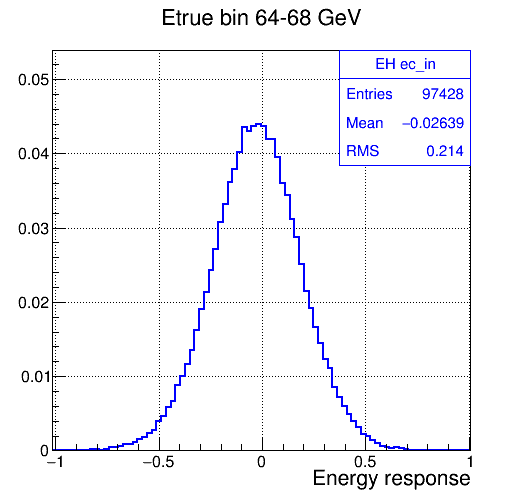 Etrue bin 64-68 GeV
EH ec_in
Entries 97428
Mean −0.02639
RMS 0.214
0.05
0.04
0.03
0.02
0.01
0
−1 −0.5 0 0.5 1
Energy response